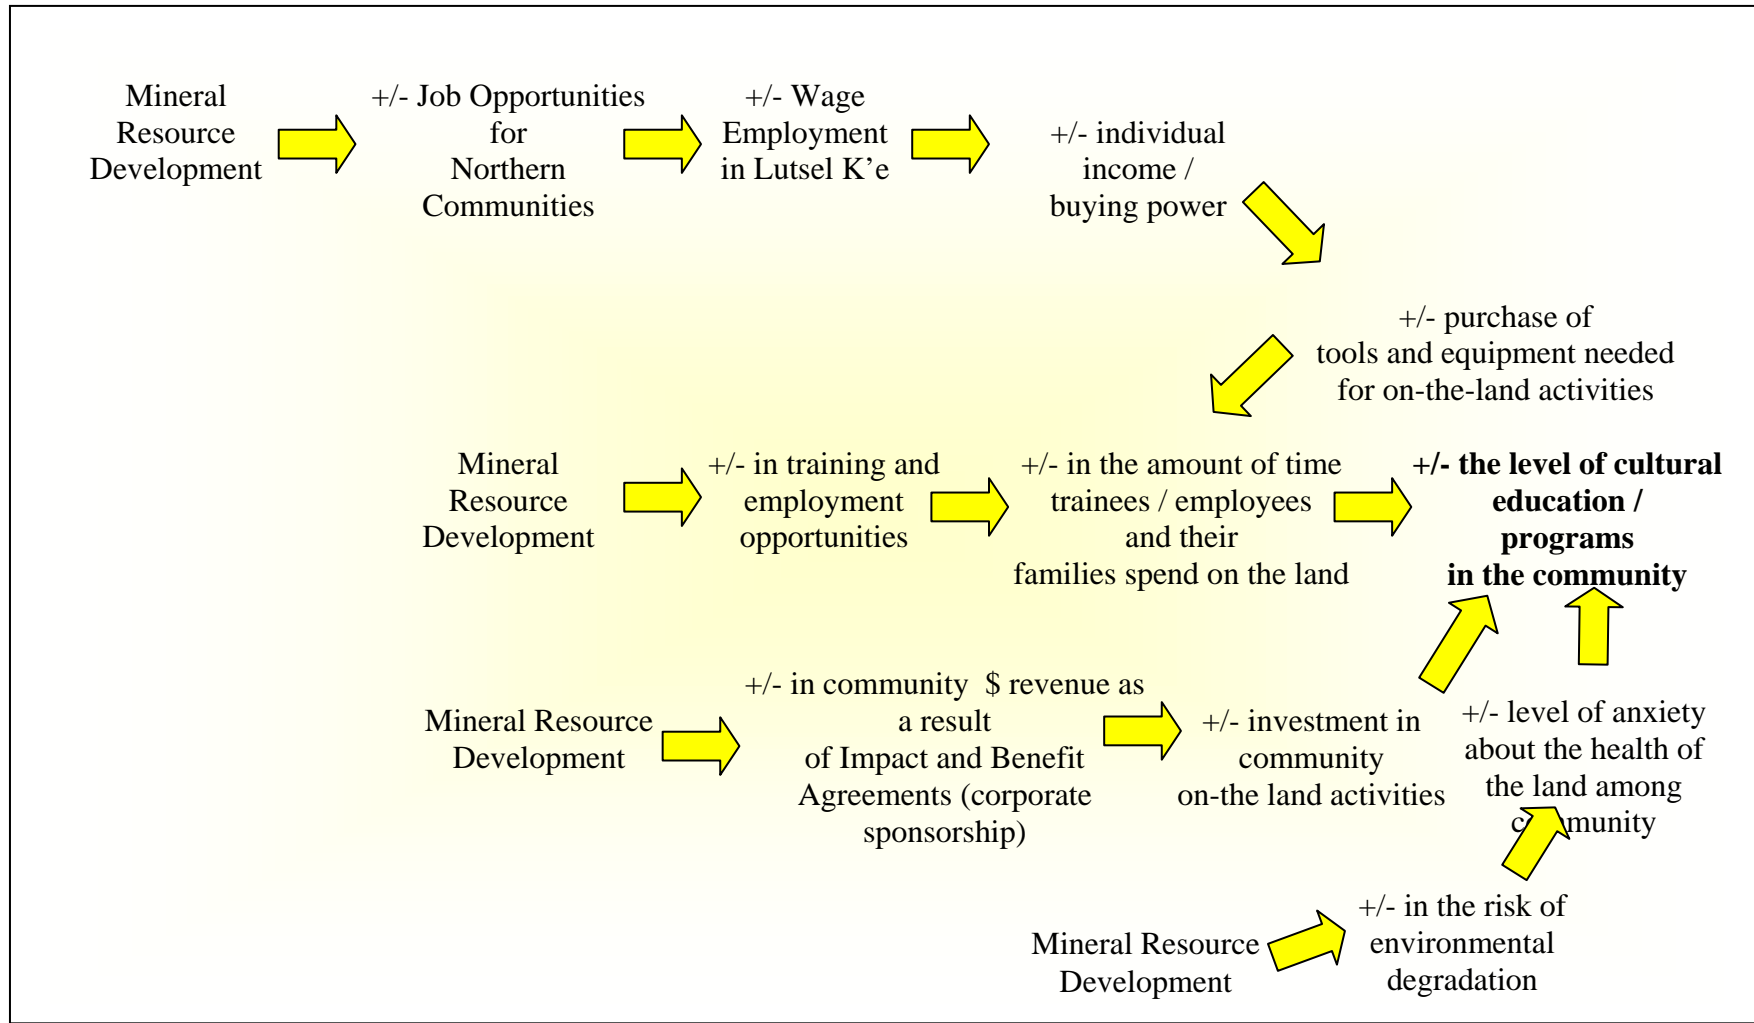 Mineral
Resource
Development
+/- Job Opportunities
for
Northern
Communities
+/- Wage
Employment
in Lutsel K’e
+/- individual
income /
buying power
+/- purchase of
tools and equipment needed
for on-the-land activities
Mineral
Resource
Development
+/- in training and
employment
opportunities
+/- in the amount of time
trainees / employees
and their
families spend on the land
+/- the level of cultural
education /
programs
in the community
Mineral Resource
Development
+/- in community $ revenue as
a result
of Impact and Benefit
Agreements (corporate
sponsorship)
+/- investment in
community
on-the land activities
+/- level of anxiety
about the health of
the land among
community
Mineral Resource
Development
+/- in the risk of
environmental
degradation